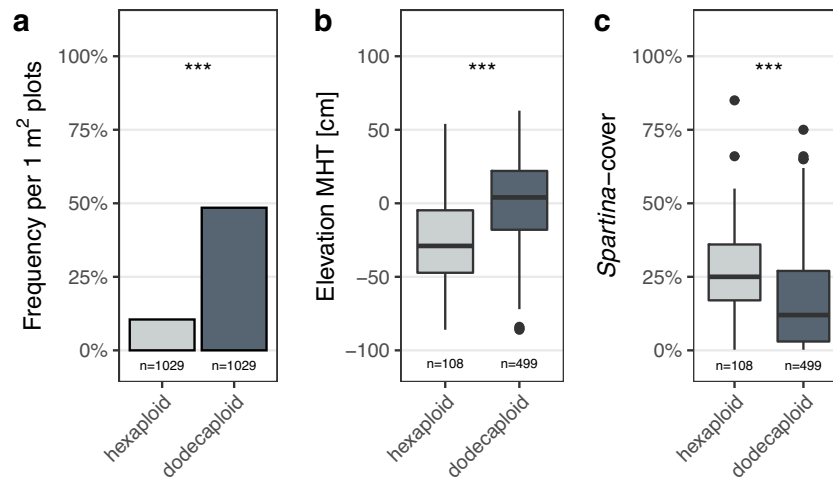 a
Frequency per 1 m² plots
100%
75%
50%
25%
0%
***
n=1029
n=1029
hexaploid
dodecaploid
b
Elevation MHT [cm]
100
50
0
−50
−100
***
n=108
n=499
hexaploid
dodecaploid
c
Spartina−cover
100%
75%
50%
25%
0%
***
n=108
n=499
hexaploid
dodecaploid